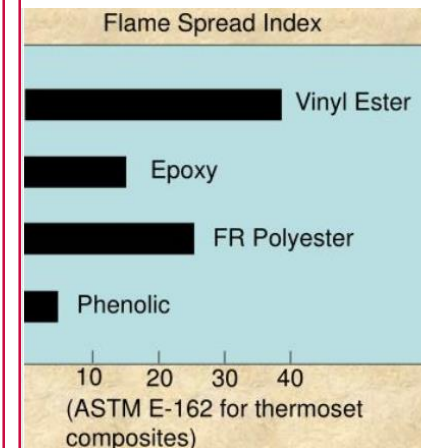 Flame Spread Index
Vinyl Ester
Epoxy
FR Polyester
Phenolic
10 20 30 40
(ASTM E-162 for thermoset
composites)